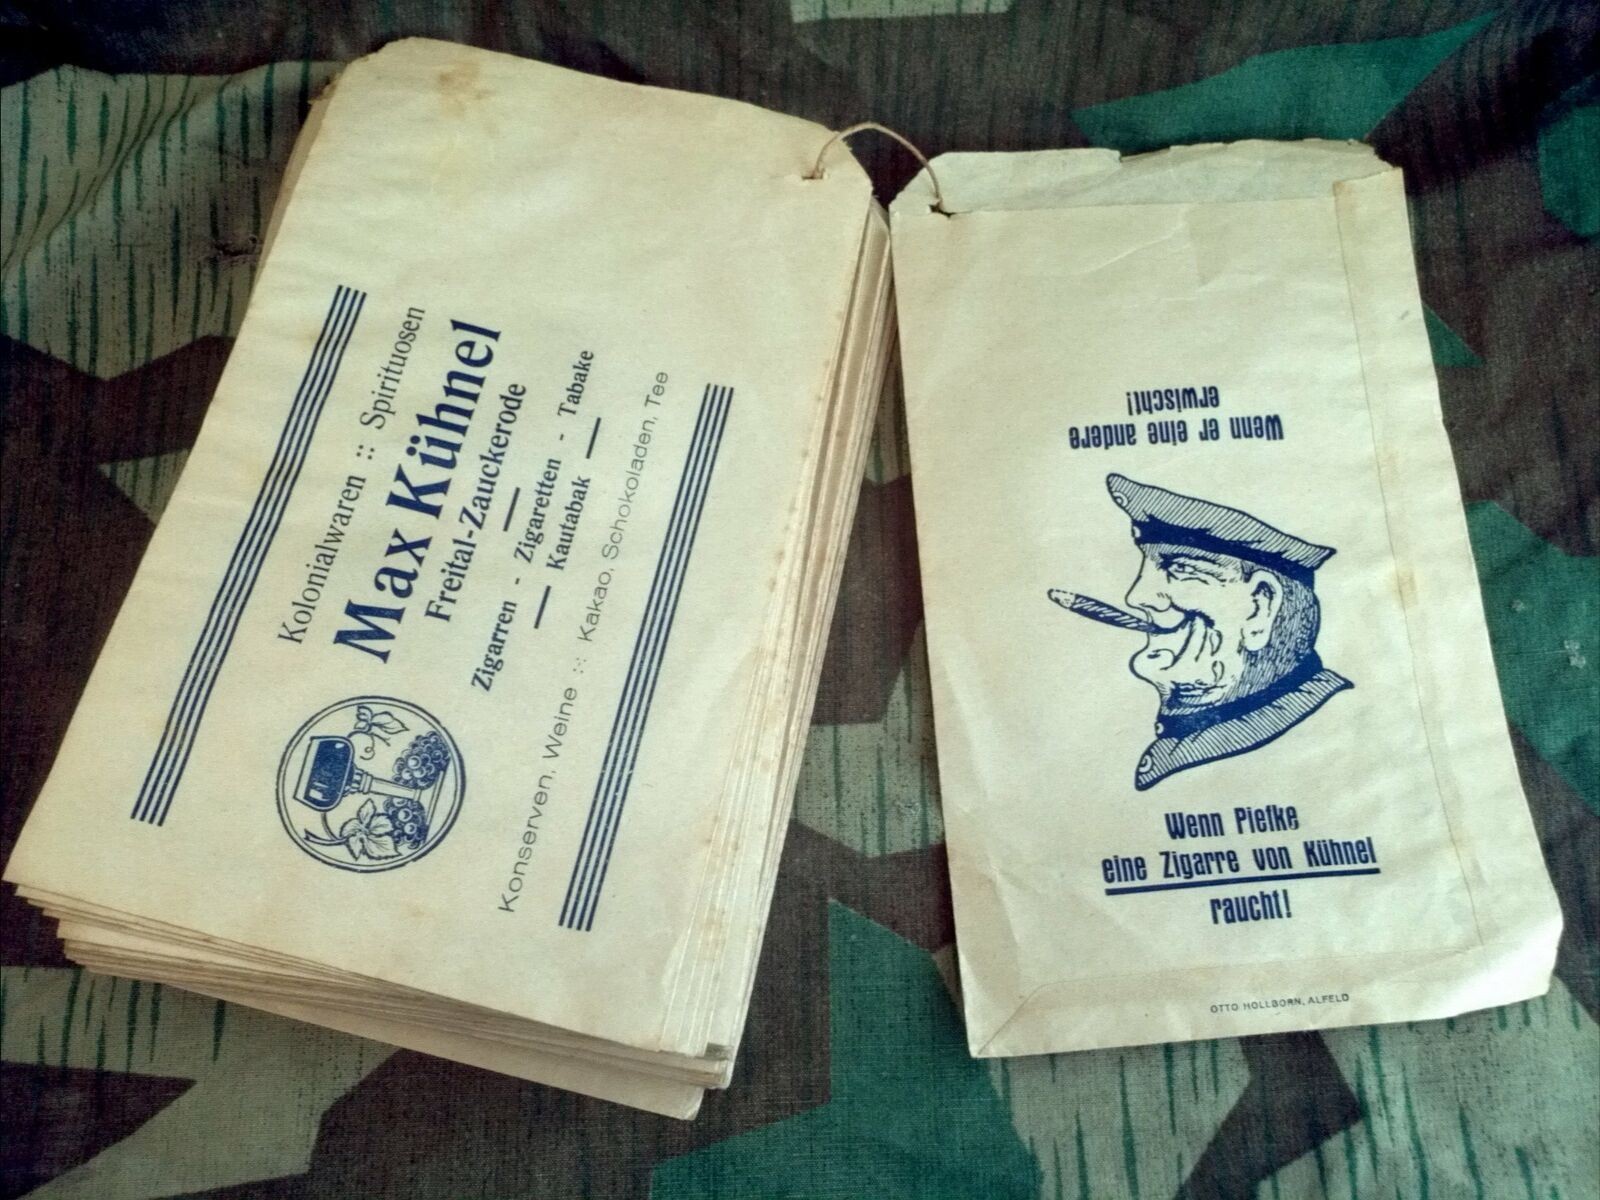 Kolonialwaren :: Spirituosen
Max Kühnel
Freital-Zauckerode
Zigarren - Zigaretten - Tabake
Kautabak
Konserven, Weine :: Kakao, Schokoladen, Tee
Wenn er eine andere
erwischt!
Wenn Piefke
eine Zigarre von Kühnel
raucht!
OTTO HOLLBORN, ALFELD